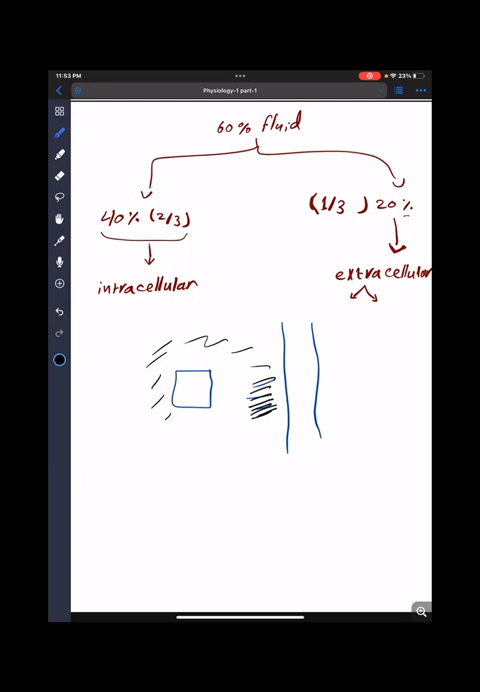 11:53 PM
23%
Physiology-1 part-1
60% fluid
40% (2/3)
(1/3 ) 20%
intracellular
extracellular